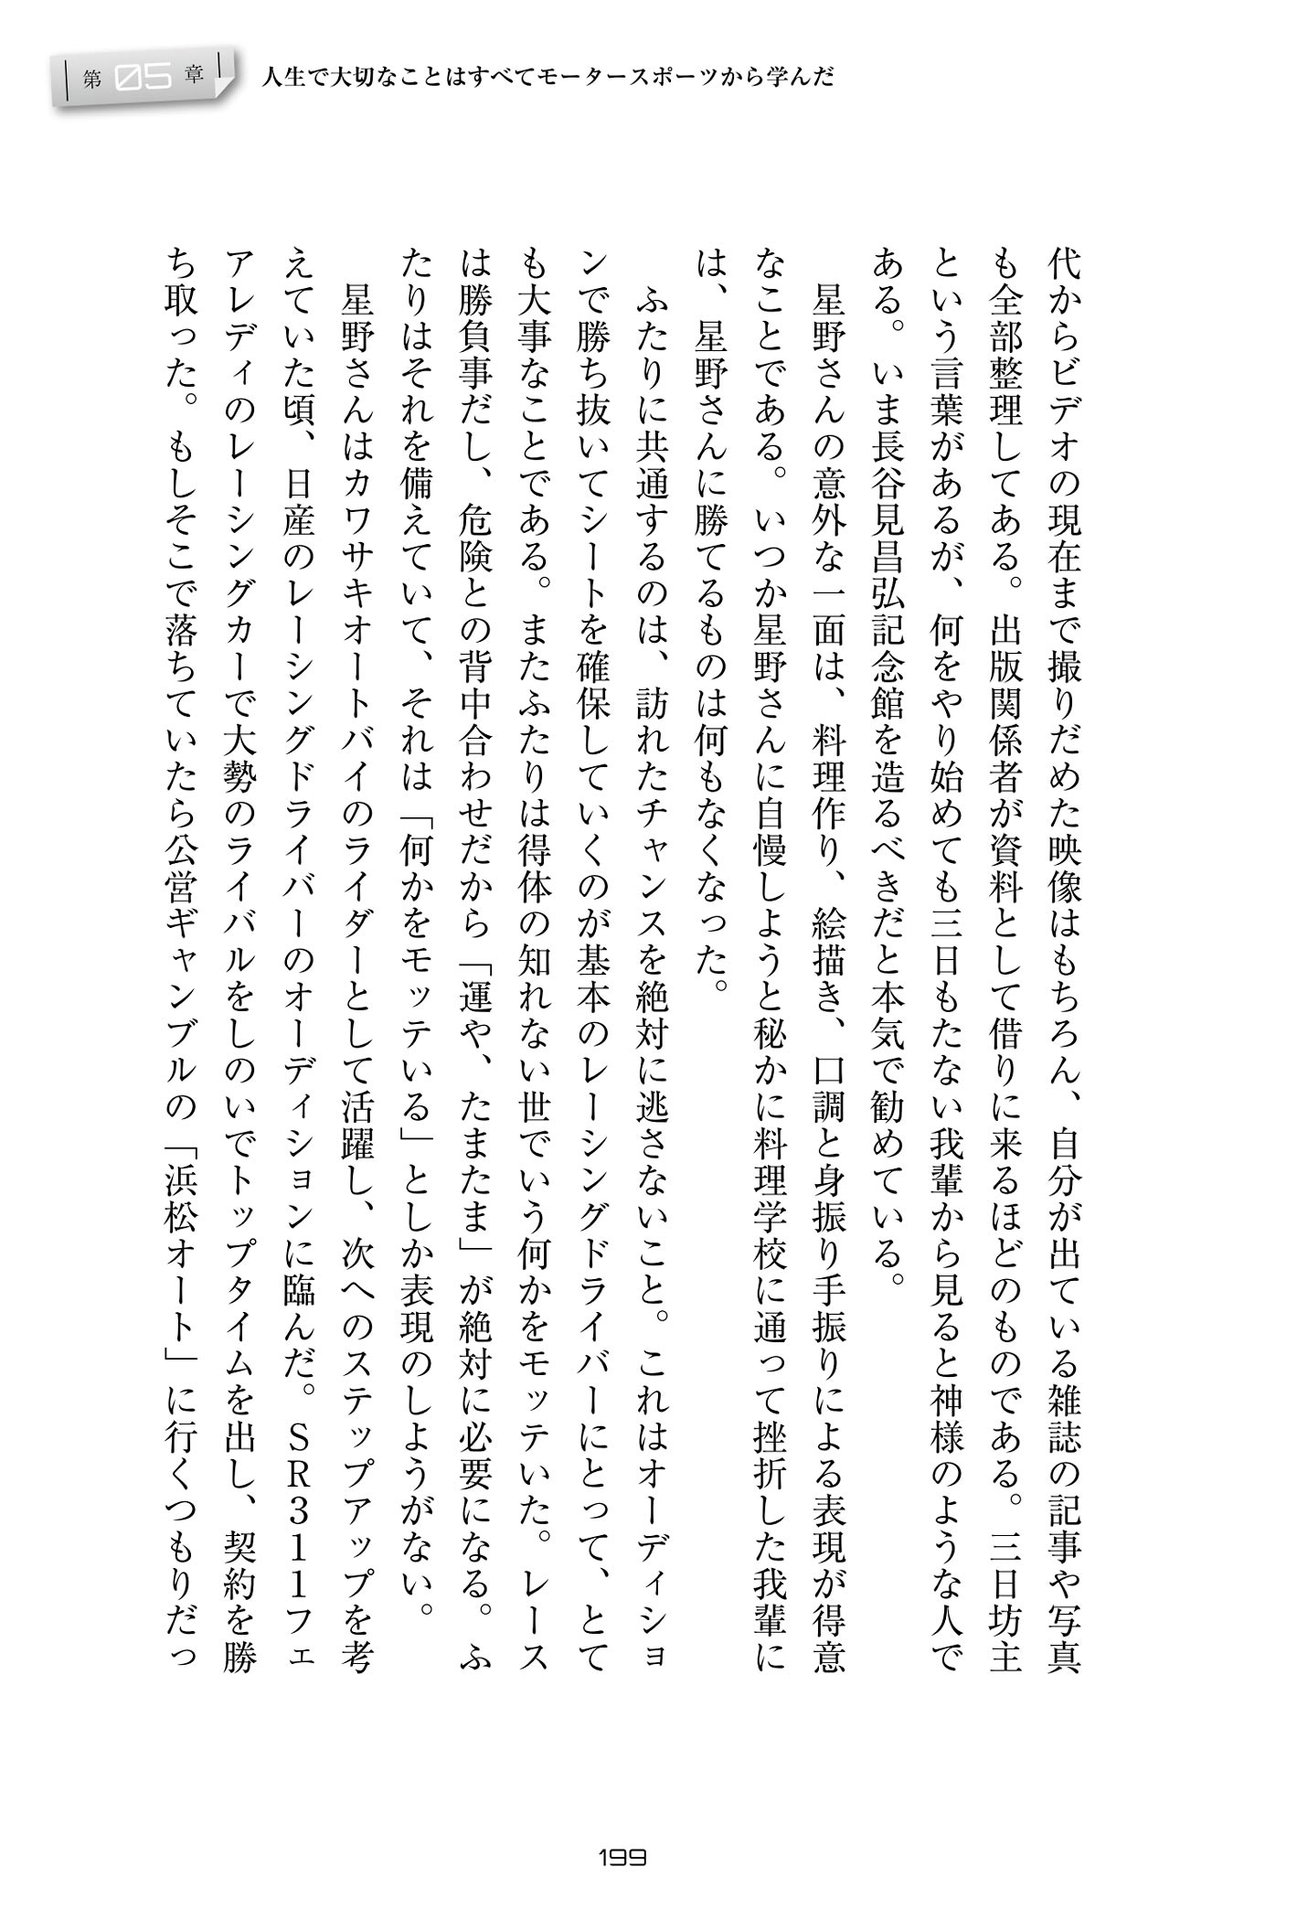 第05章
人生で大切なことはすべてモータースポーツから学んだ
代からビデオの現在まで撮りだめた映像はもちろん、自分が出ている雑誌の記事や写真
も全部整理してある。出版関係者が資料として借りに来るほどのものである。三日坊主
という言葉があるが、何をやり始めても三日もたない我輩から見ると神様のような人で
ある。いま長谷見昌弘記念館を造るべきだと本気で勧めている。
　星野さんの意外な一面は、料理作り、絵描き、口調と身振り手振りによる表現が得意
なことである。いつか星野さんに自慢しようと秘かに料理学校に通って挫折した我輩に
は、星野さんに勝てるものは何もなくなった。
　ふたりに共通するのは、訪れたチャンスを絶対に逃さないこと。これはオーディショ
ンで勝ち抜いてシートを確保していくのが基本のレーシングドライバーにとって、とて
も大事なことである。またふたりは得体の知れない世でいう何かをモッテいた。レース
は勝負事だし、危険との背中合わせだから「運や、たまたま」が絶対に必要になる。ふ
たりはそれを備えていて、それは「何かをモッテいる」としか表現のしようがない。
　星野さんはカワサキオートバイのライダーとして活躍し、次へのステップアップを考
えていた頃、日産のレーシングドライバーのオーディションに臨んだ。ＳＲ３１１フェ
アレディのレーシングカーで大勢のライバルをしのいでトップタイムを出し、契約を勝
ち取った。もしそこで落ちていたら公営ギャンブルの「浜松オート」に行くつもりだっ
199